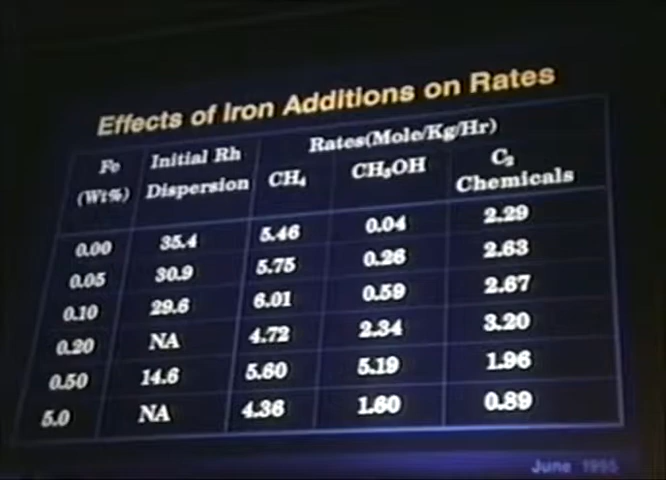 Effects of Iron Additions on Rates
Fe Initial Rh Rates(Mole/Kg/Hr)
(Wt%) Dispersion CH₄ CH₃OH C₂ Chemicals
0.00 35.4 5.46 0.04 2.29
0.05 30.9 5.75 0.26 2.63
0.10 29.6 6.01 0.59 2.67
0.20 NA 4.72 2.34 3.20
0.50 14.6 5.60 5.19 1.96
5.0 NA 4.36 1.60 0.89
June 1995